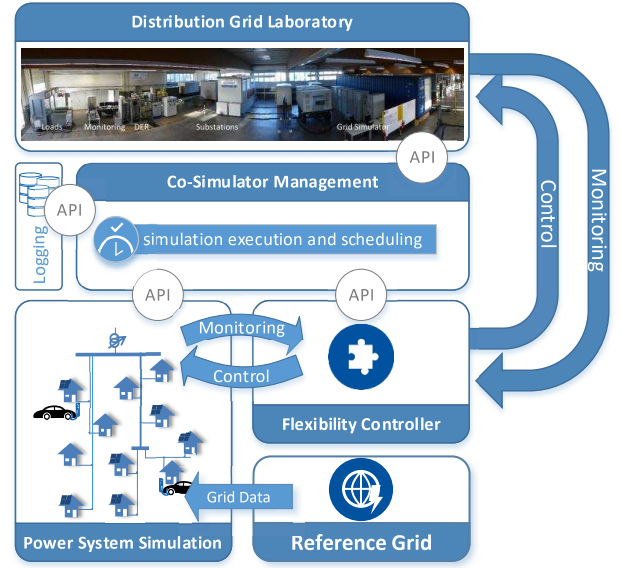 Distribution Grid Laboratory
Loads Monitoring DER Substations Grid Simulator
API
Co-Simulator Management
API
Logging
simulation execution and scheduling
Control
Monitoring
API
API
Monitoring
Control
Flexibility Controller
Grid Data
Power System Simulation
Reference Grid